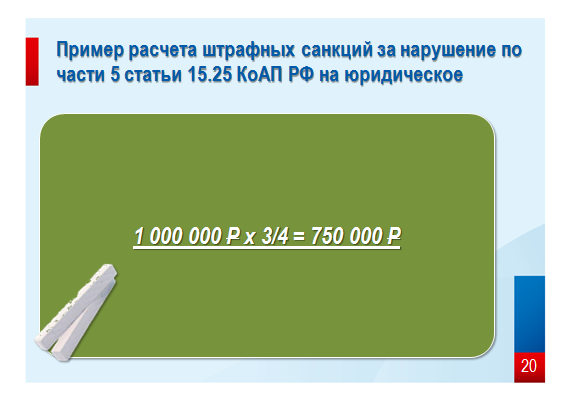 Пример расчета штрафных санкций за нарушение по
части 5 статьи 15.25 КоАП РФ на юридическое
1 000 000 ₽ х 3/4 = 750 000 ₽
20